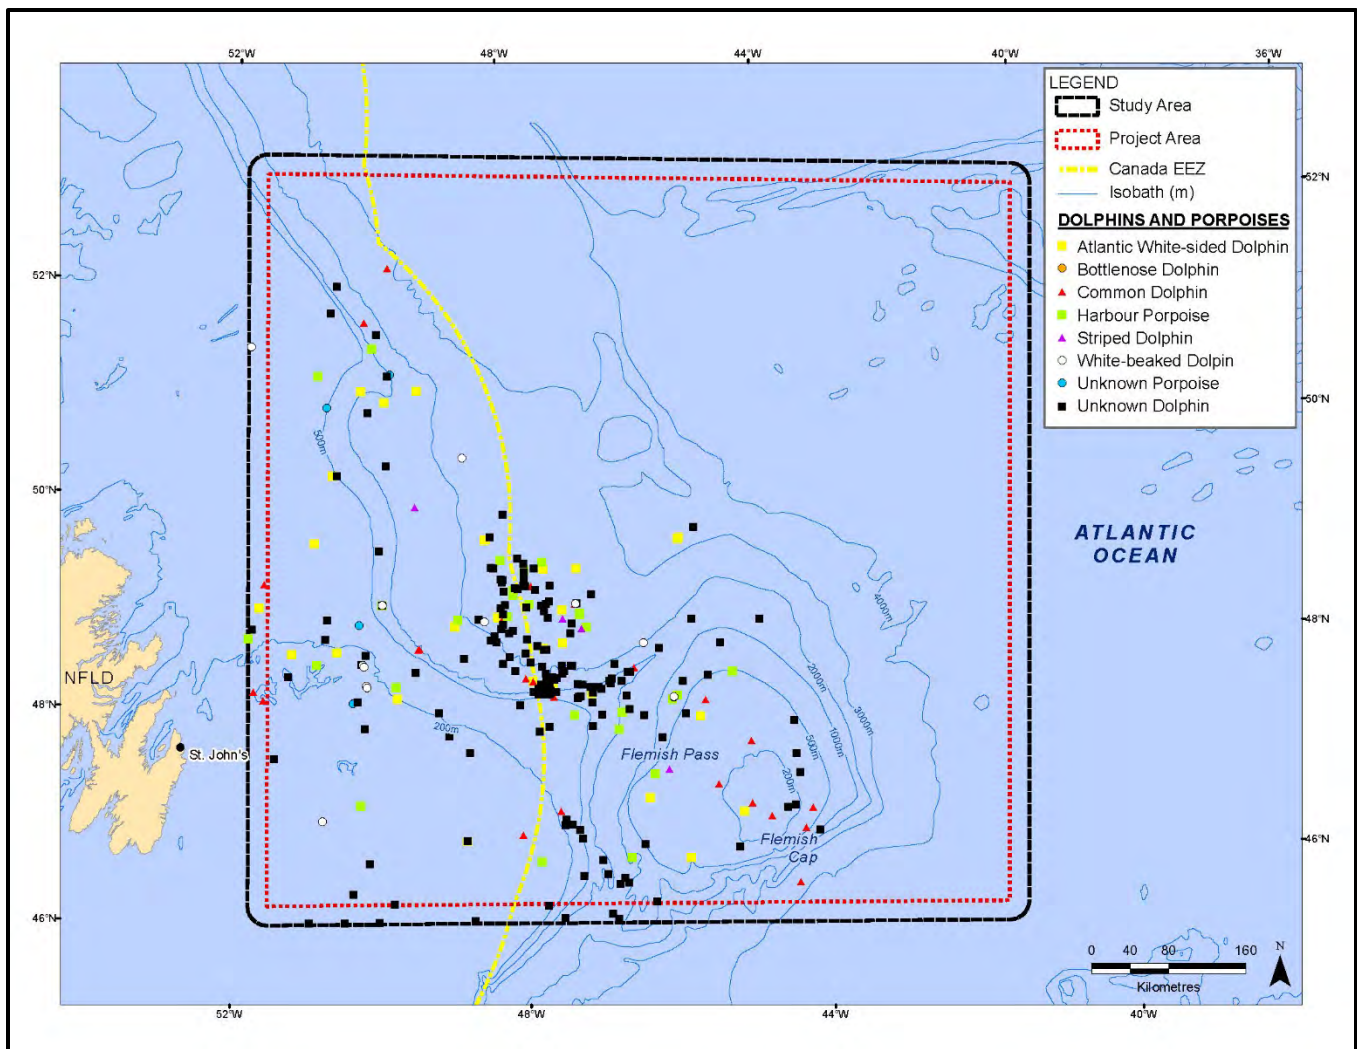 52°W 48°W 44°W 40°W 36°W
LEGEND
Study Area
Project Area
Canada EEZ
Isobath (m)
DOLPHINS AND PORPOISES
Atlantic White-sided Dolphin
Bottlenose Dolphin
Common Dolphin
Harbour Porpoise
Striped Dolphin
White-beaked Dolpin
Unknown Porpoise
Unknown Dolphin
52°N
52°N
50°N
500m
50°N
ATLANTIC
OCEAN
4000m
48°N
NFLD
2000m
3000m
48°N
200m
1000m
500m
St. John's
Flemish Pass
200m
Flemish
Cap
46°N
46°N
0 40 80 160
Kilometres
N
52°W 48°W 44°W 40°W